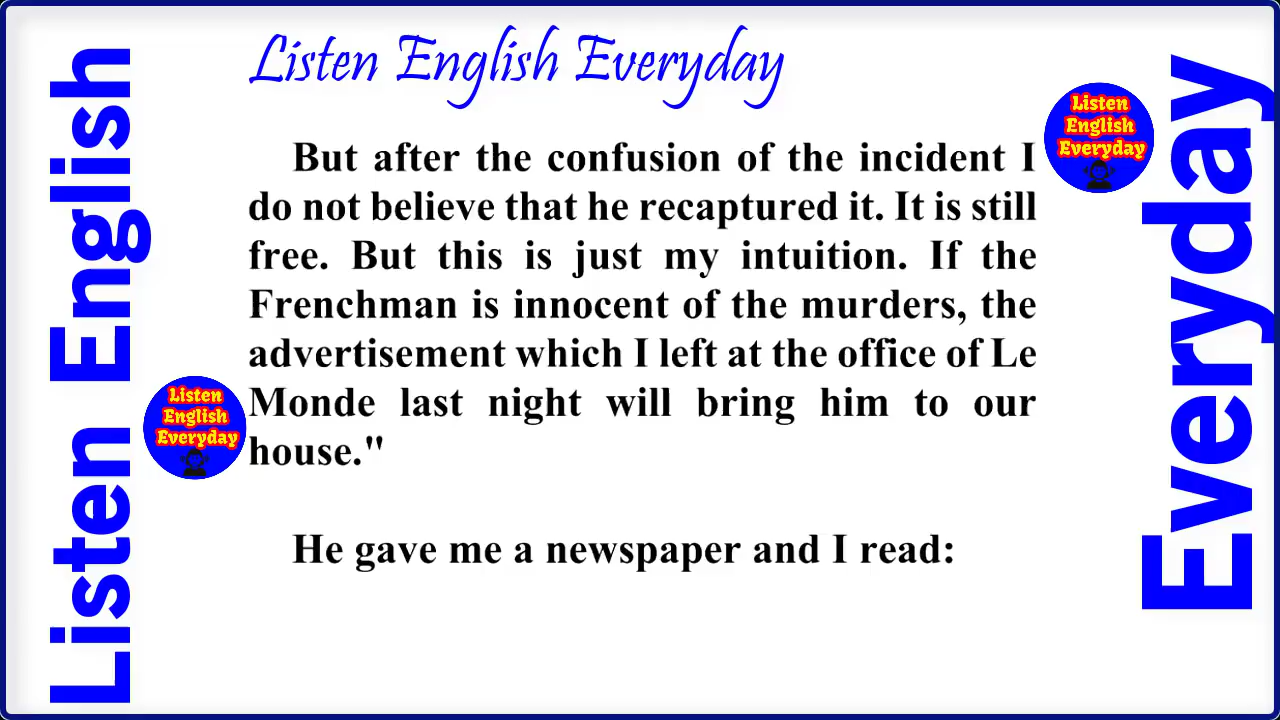 Listen English Everyday
But after the confusion of the incident I
do not believe that he recaptured it. It is still
free. But this is just my intuition. If the
Frenchman is innocent of the murders, the
advertisement which I left at the office of Le
Monde last night will bring him to our
house."
He gave me a newspaper and I read:
Listen English
Everyday
Listen
English
Everyday
Listen
English
Everyday